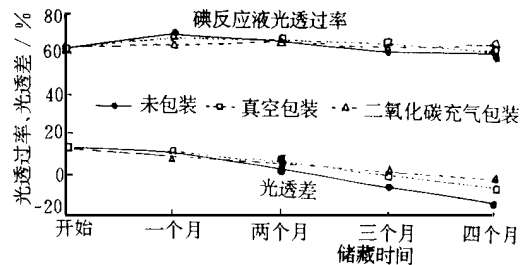 碘反应液光透过率
光透过率、光透差 / %
80
60
40
20
0
-20
未包装 真空包装 二氧化碳充气包装
光透差
开始 一个月 两个月 三个月 四个月
储藏时间